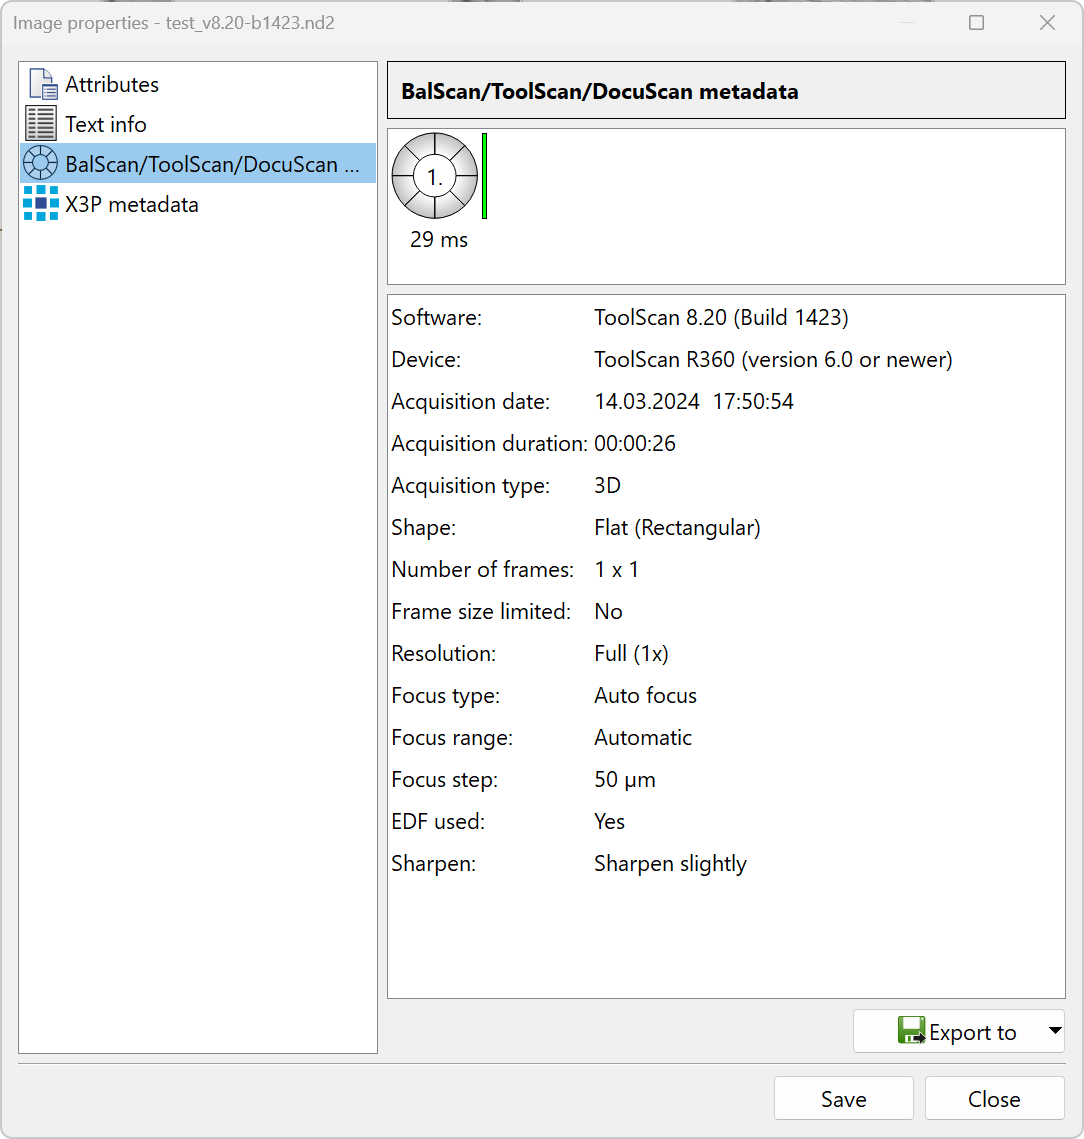 Image properties - test_v8.20-b1423.nd2
Attributes
Text info
BalScan/ToolScan/DocuScan ...
X3P metadata
BalScan/ToolScan/DocuScan metadata
1.
29 ms
Software: ToolScan 8.20 (Build 1423)
Device: ToolScan R360 (version 6.0 or newer)
Acquisition date: 14.03.2024  17:50:54
Acquisition duration: 00:00:26
Acquisition type: 3D
Shape: Flat (Rectangular)
Number of frames: 1 x 1
Frame size limited: No
Resolution: Full (1x)
Focus type: Auto focus
Focus range: Automatic
Focus step: 50 µm
EDF used: Yes
Sharpen: Sharpen slightly
Export to
Save
Close